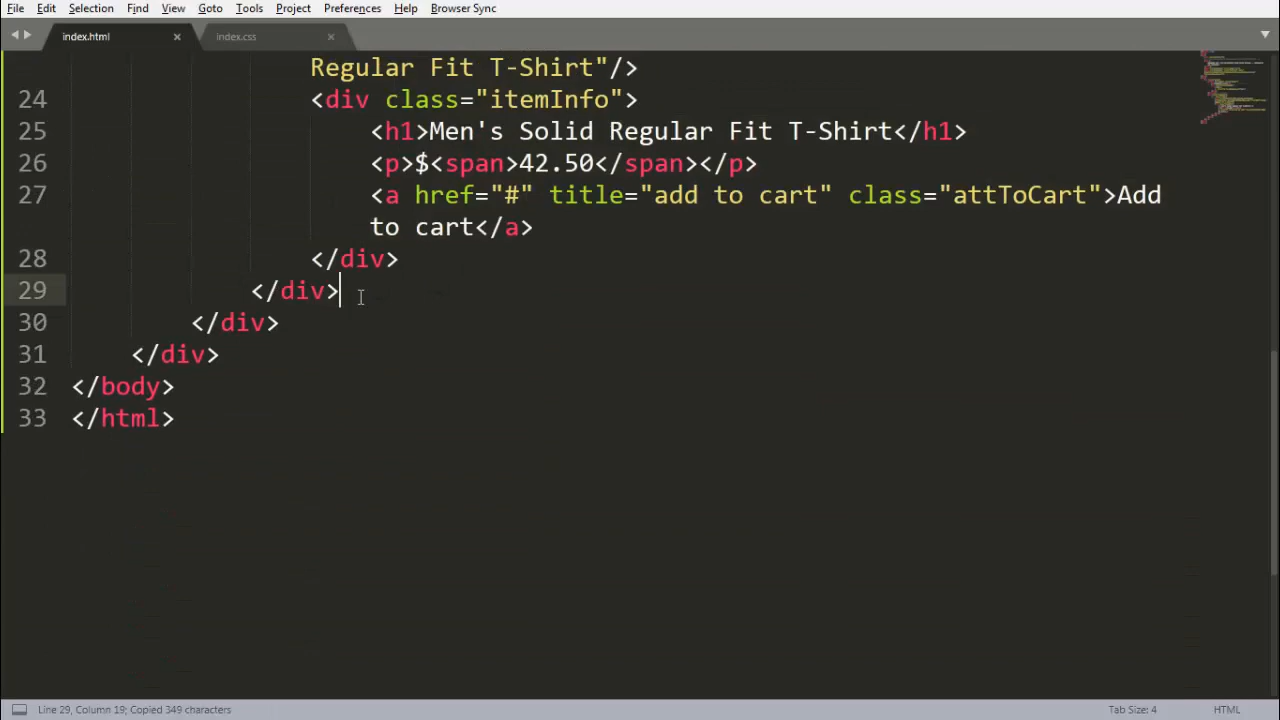 File Edit Selection Find View Goto Tools Project Preferences Help Browser Sync
index.html × index.css ×
Regular Fit T-Shirt"/>
24 <div class="itemInfo">
25 <h1>Men's Solid Regular Fit T-Shirt</h1>
26 <p>$<span>42.50</span></p>
27 <a href="#" title="add to cart" class="attToCart">Add
to cart</a>
28 </div>
29 </div>
30 </div>
31 </div>
32 </body>
33 </html>
Line 29, Column 19; Copied 349 characters Tab Size: 4 HTML